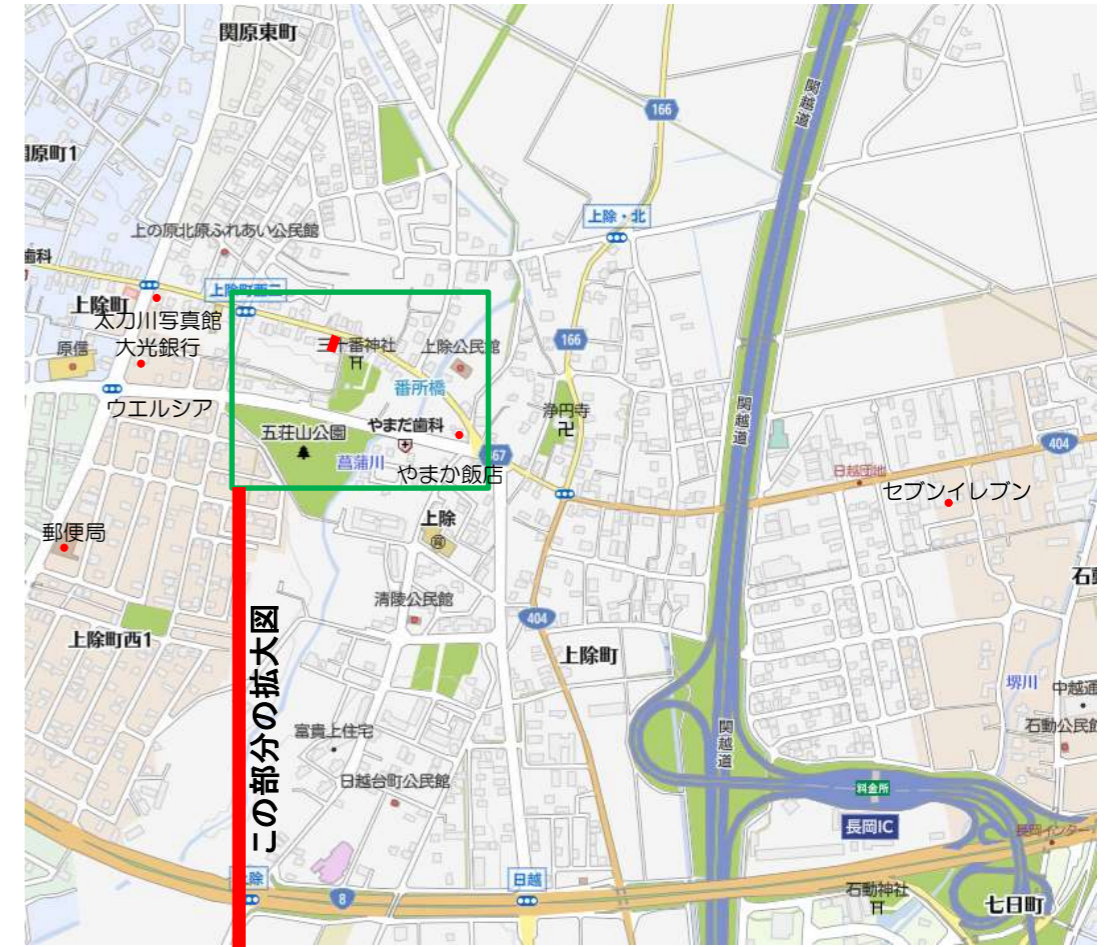 関原東町
関越道
166
原町1
上の原北原ふれあい公民館
上除・北
歯科
上除町西二
上除町
太刀川写真館
大光銀行
三十番神社
上除公民館
166
原信
番所橋
ウエルシア
浄円寺
関越道
五荘山公園
やまだ歯科
404
菖蒲川
67
日越団地
やまか飯店
セブンイレブン
上除
郵便局
石動
清陵公民館
404
上除町西1
上除町
堺川
中越通
この部分の拡大図
富貴上住宅
関越道
石動公民館
日越台町公民館
料金所
長岡IC
長岡インター
上除
8
日越
石動神社
七日町